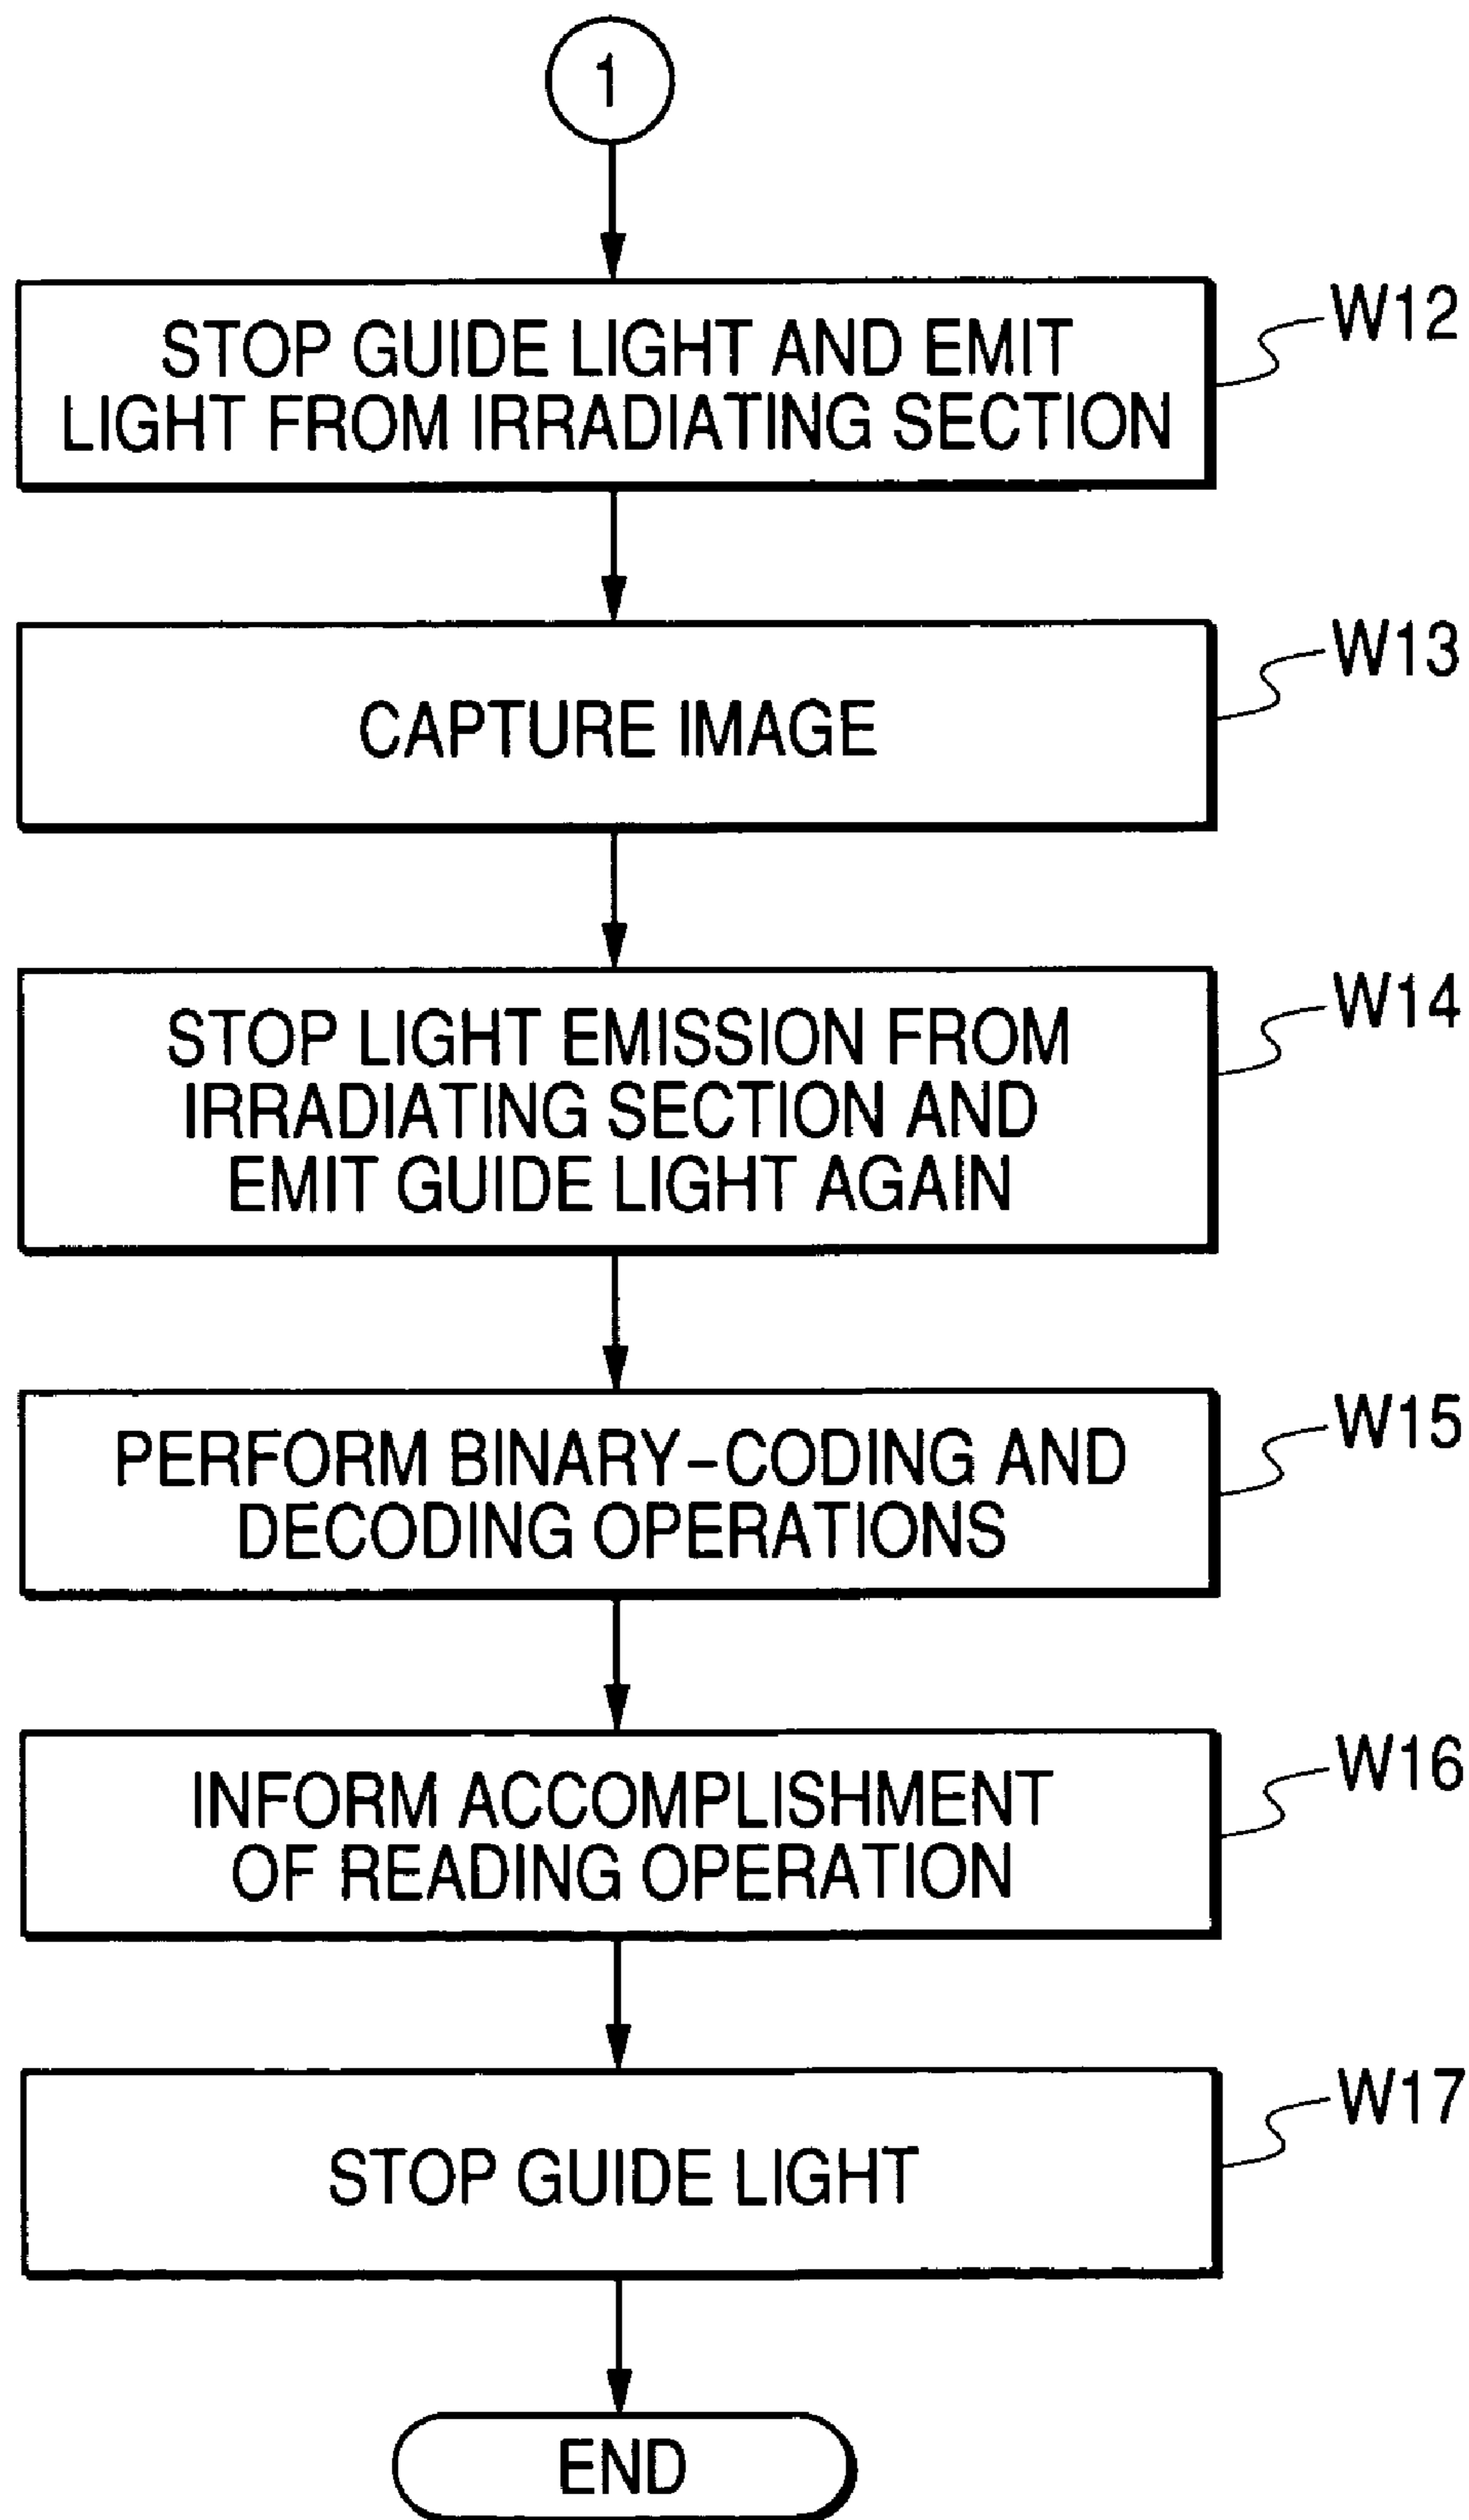 1
STOP GUIDE LIGHT AND EMIT
LIGHT FROM IRRADIATING SECTION
W12
CAPTURE IMAGE
W13
STOP LIGHT EMISSION FROM
IRRADIATING SECTION AND
EMIT GUIDE LIGHT AGAIN
W14
PERFORM BINARY-CODING AND
DECODING OPERATIONS
W15
INFORM ACCOMPLISHMENT
OF READING OPERATION
W16
STOP GUIDE LIGHT
W17
END